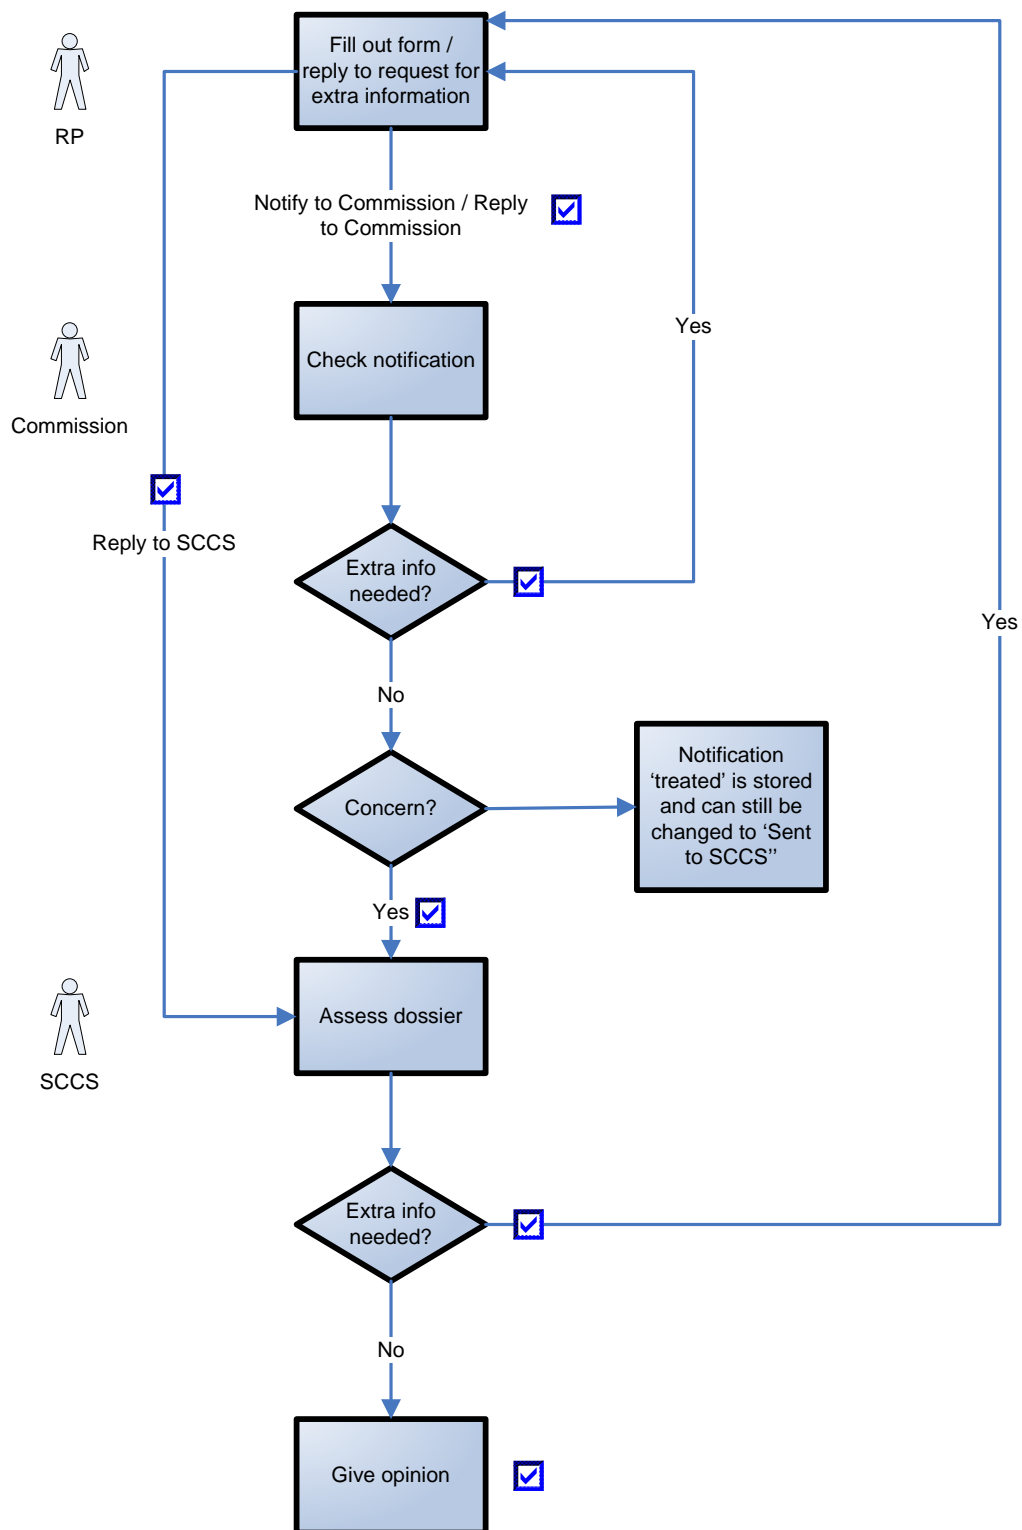 Fill out form /
reply to request for
extra information
RP
Notify to Commission / Reply
to Commission
Yes
Check notification
Commission
Reply to SCCS
Extra info
needed?
Yes
No
Notification
‘treated’ is stored
and can still be
changed to ‘Sent
to SCCS’’
Concern?
Yes
Assess dossier
SCCS
Extra info
needed?
No
Give opinion